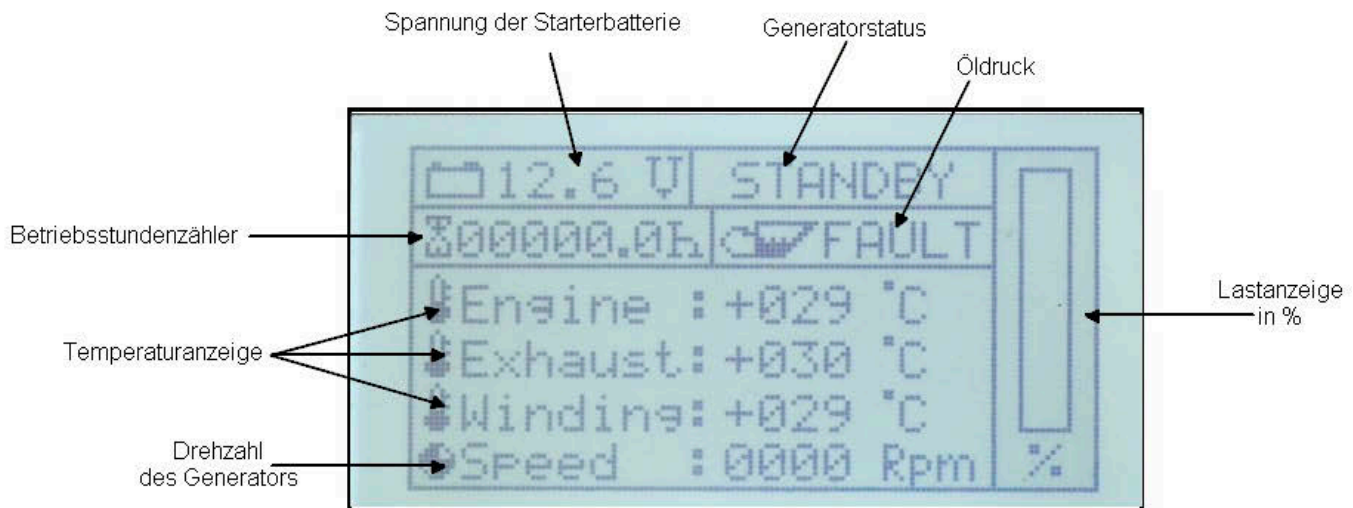 Spannung der Starterbatterie
Generatorstatus
Öldruck
12.6 V
STANDBY
Betriebsstundenzähler
00000.0h
FAULT
Engine : +029 °C
Lastanzeige
in %
Temperaturanzeige
Exhaust: +030 °C
Winding: +029 °C
Drehzahl
des Generators
Speed : 0000 Rpm
%